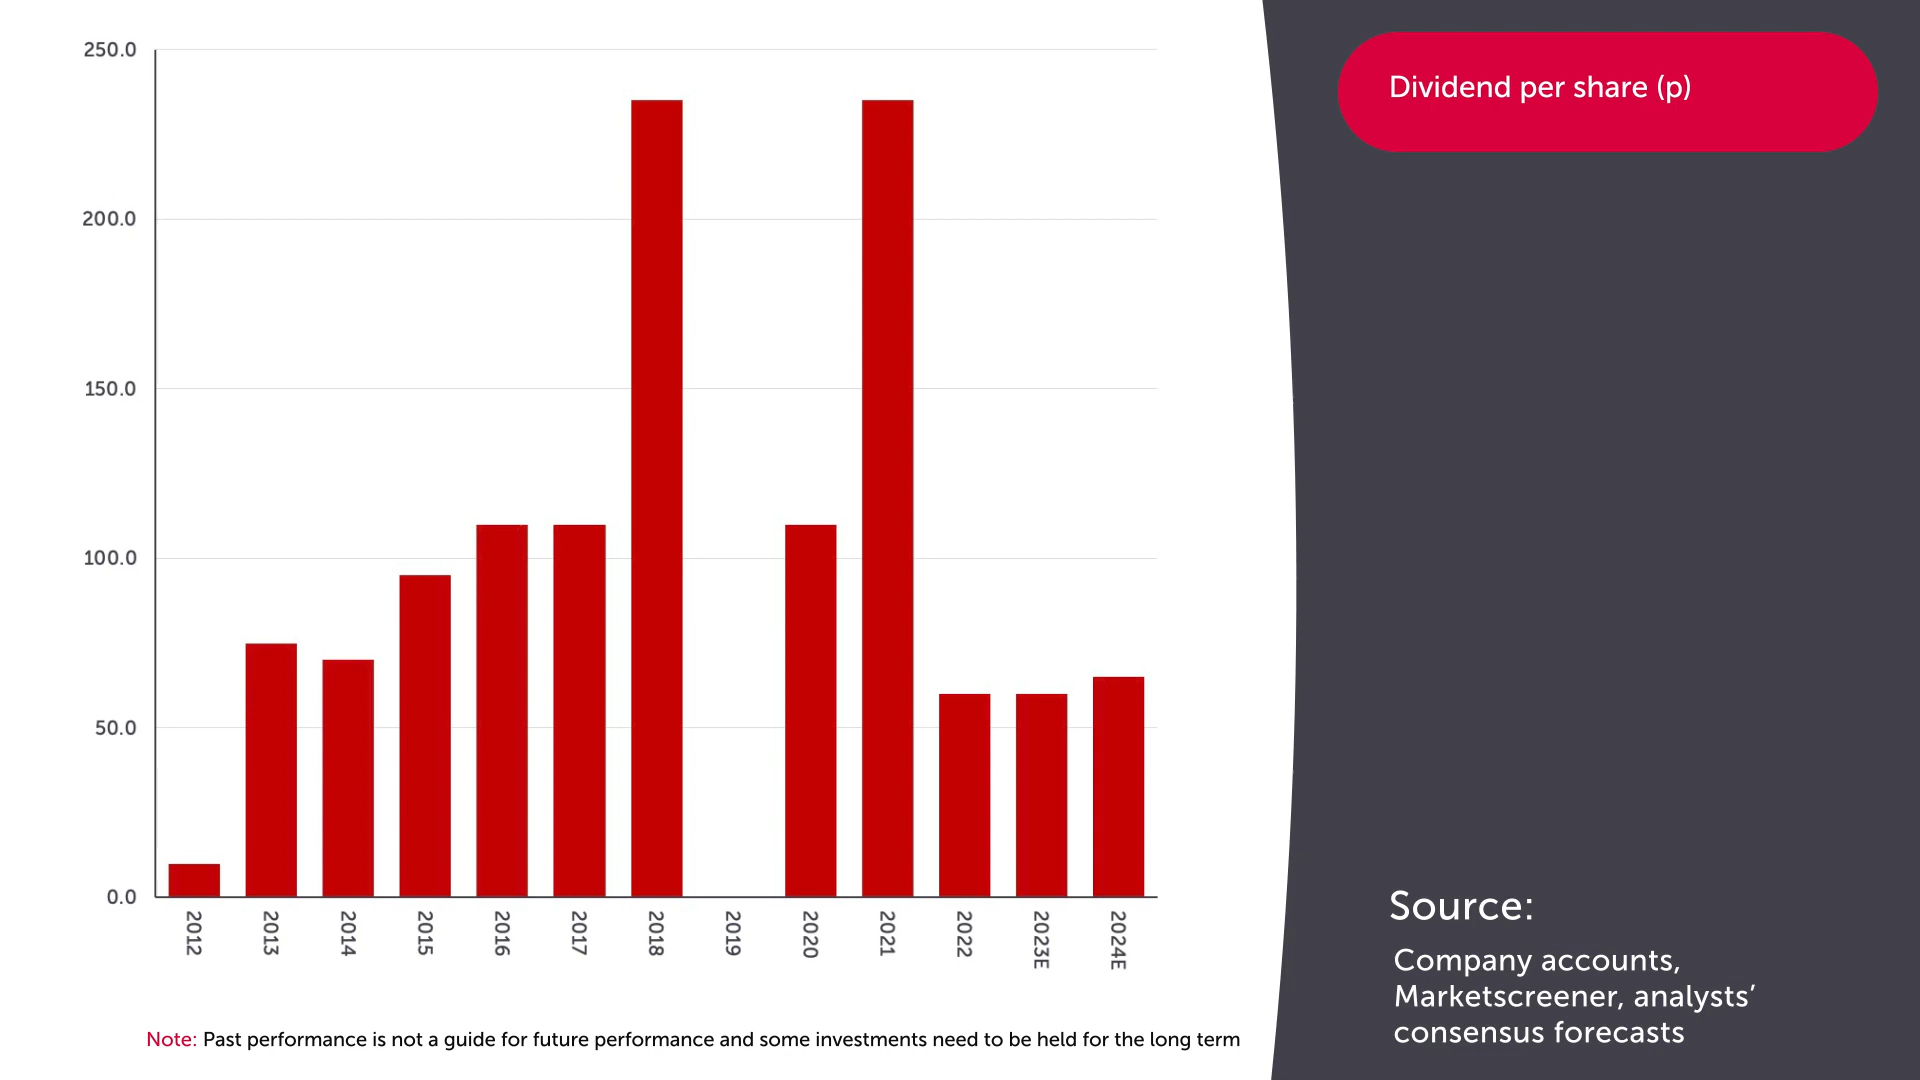 Dividend per share (p)
250.0
200.0
150.0
100.0
50.0
0.0
2012
2013
2014
2015
2016
2017
2018
2019
2020
2021
2022
2023E
2024E
Note: Past performance is not a guide for future performance and some investments need to be held for the long term
Source:
Company accounts,
Marketscreener, analysts’
consensus forecasts